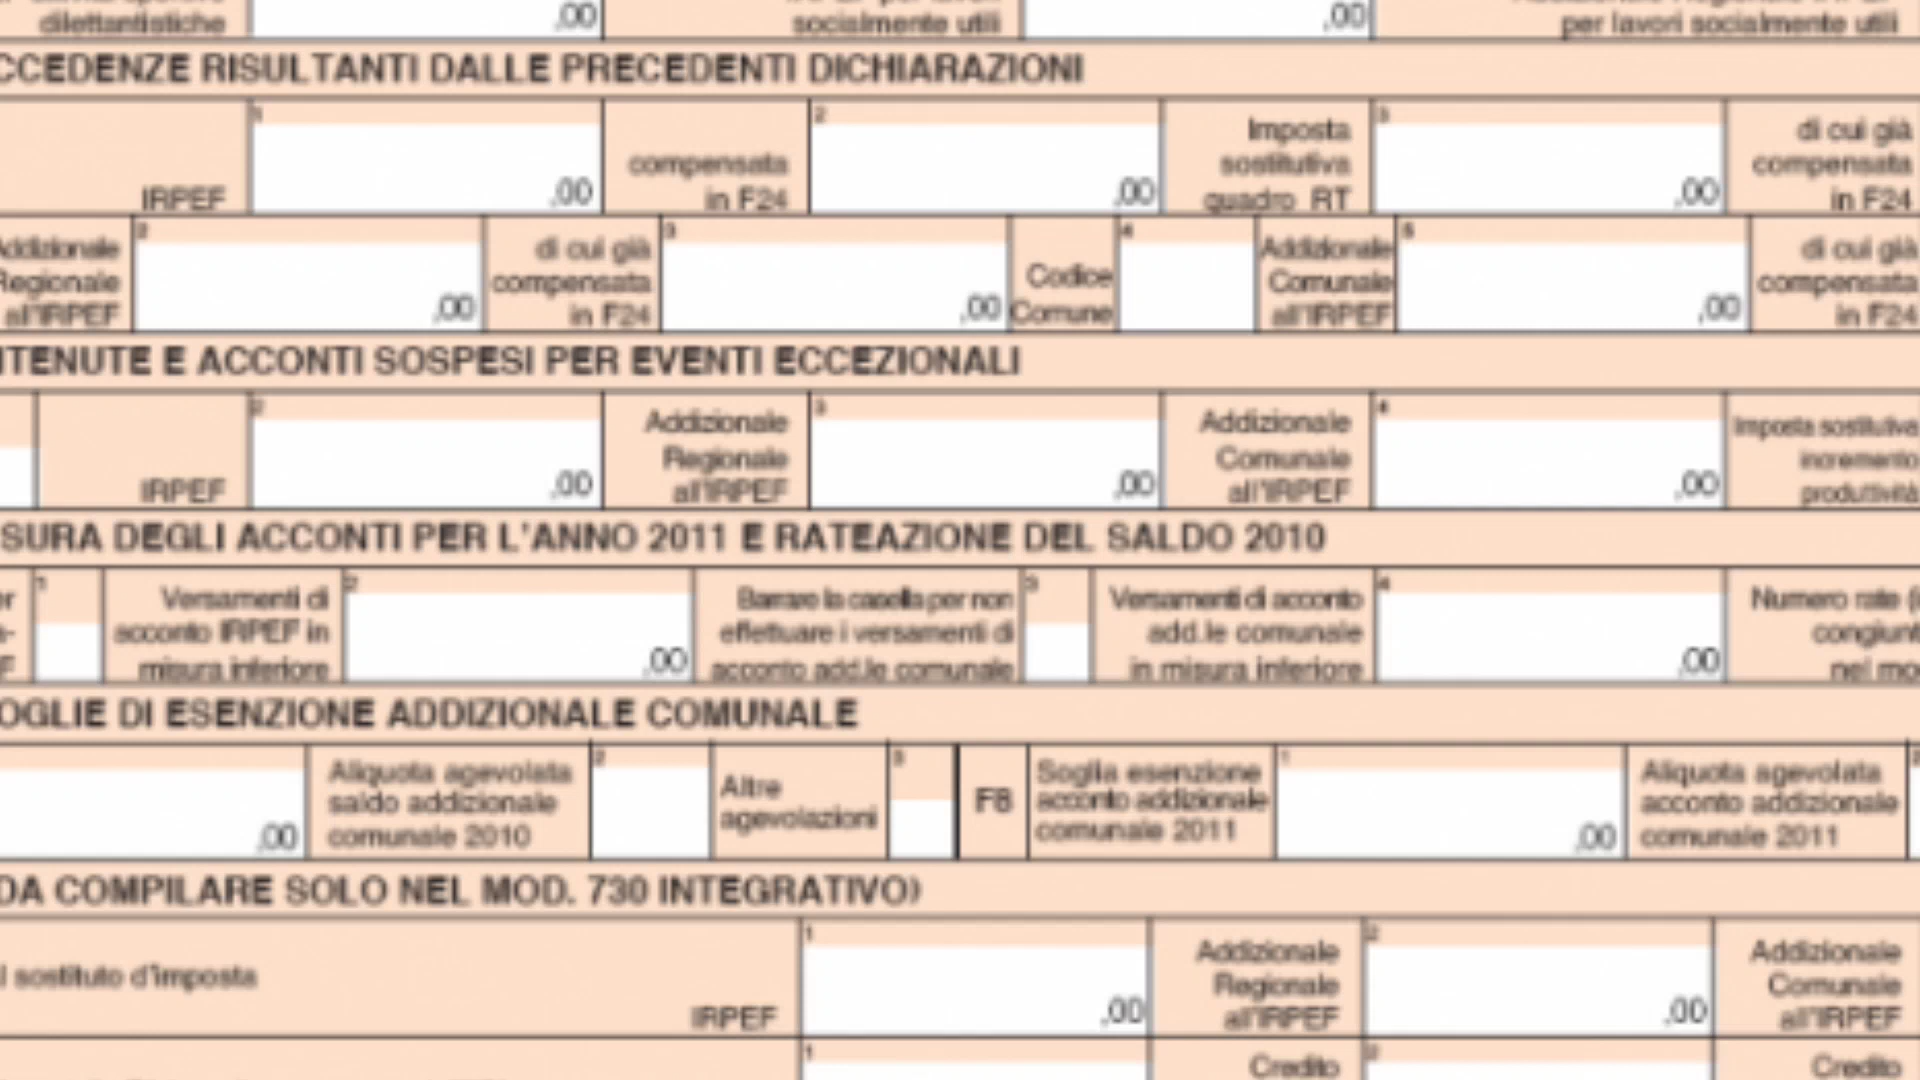 dilettantistiche ,00 socialmente utili ,00 per lavori socialmente utili
CCEDENZE RISULTANTI DALLE PRECEDENTI DICHIARAZIONI
IRPEF 1 ,00 compensata in F24 2 ,00 Imposta sostitutiva quadro RT 3 ,00 di cui già compensata in F24
Addizionale Regionale all'IRPEF 2 ,00 di cui già compensata in F24 3 ,00 Codice Comune 4 Addizionale Comunale all'IRPEF 5 ,00 di cui già compensata in F24
TENUTE E ACCONTI SOSPESI PER EVENTI ECCEZIONALI
IRPEF 2 ,00 Addizionale Regionale all'IRPEF 3 ,00 Addizionale Comunale all'IRPEF 4 ,00 Imposta sostitutiva incremento produttività
SURA DEGLI ACCONTI PER L'ANNO 2011 E RATEAZIONE DEL SALDO 2010
1 Versamenti di acconto IRPEF in misura inferiore 2 ,00 Barrare la casella per non effettuare i versamenti di acconto add.le comunale 3 Versamenti di acconto add.le comunale in misura inferiore 4 ,00 Numero rate (i congiunt nel mod
OGLIE DI ESENZIONE ADDIZIONALE COMUNALE
,00 Aliquota agevolata saldo addizionale comunale 2010 2 Altre agevolazioni 3 F8 Soglia esenzione acconto addizionale comunale 2011 1 ,00 Aliquota agevolata acconto addizionale comunale 2011 2
DA COMPILARE SOLO NEL MOD. 730 INTEGRATIVO)
l sostituto d'imposta IRPEF 1 ,00 Addizionale Regionale all'IRPEF 2 ,00 Addizionale Comunale all'IRPEF
1 Credito 2 Credito